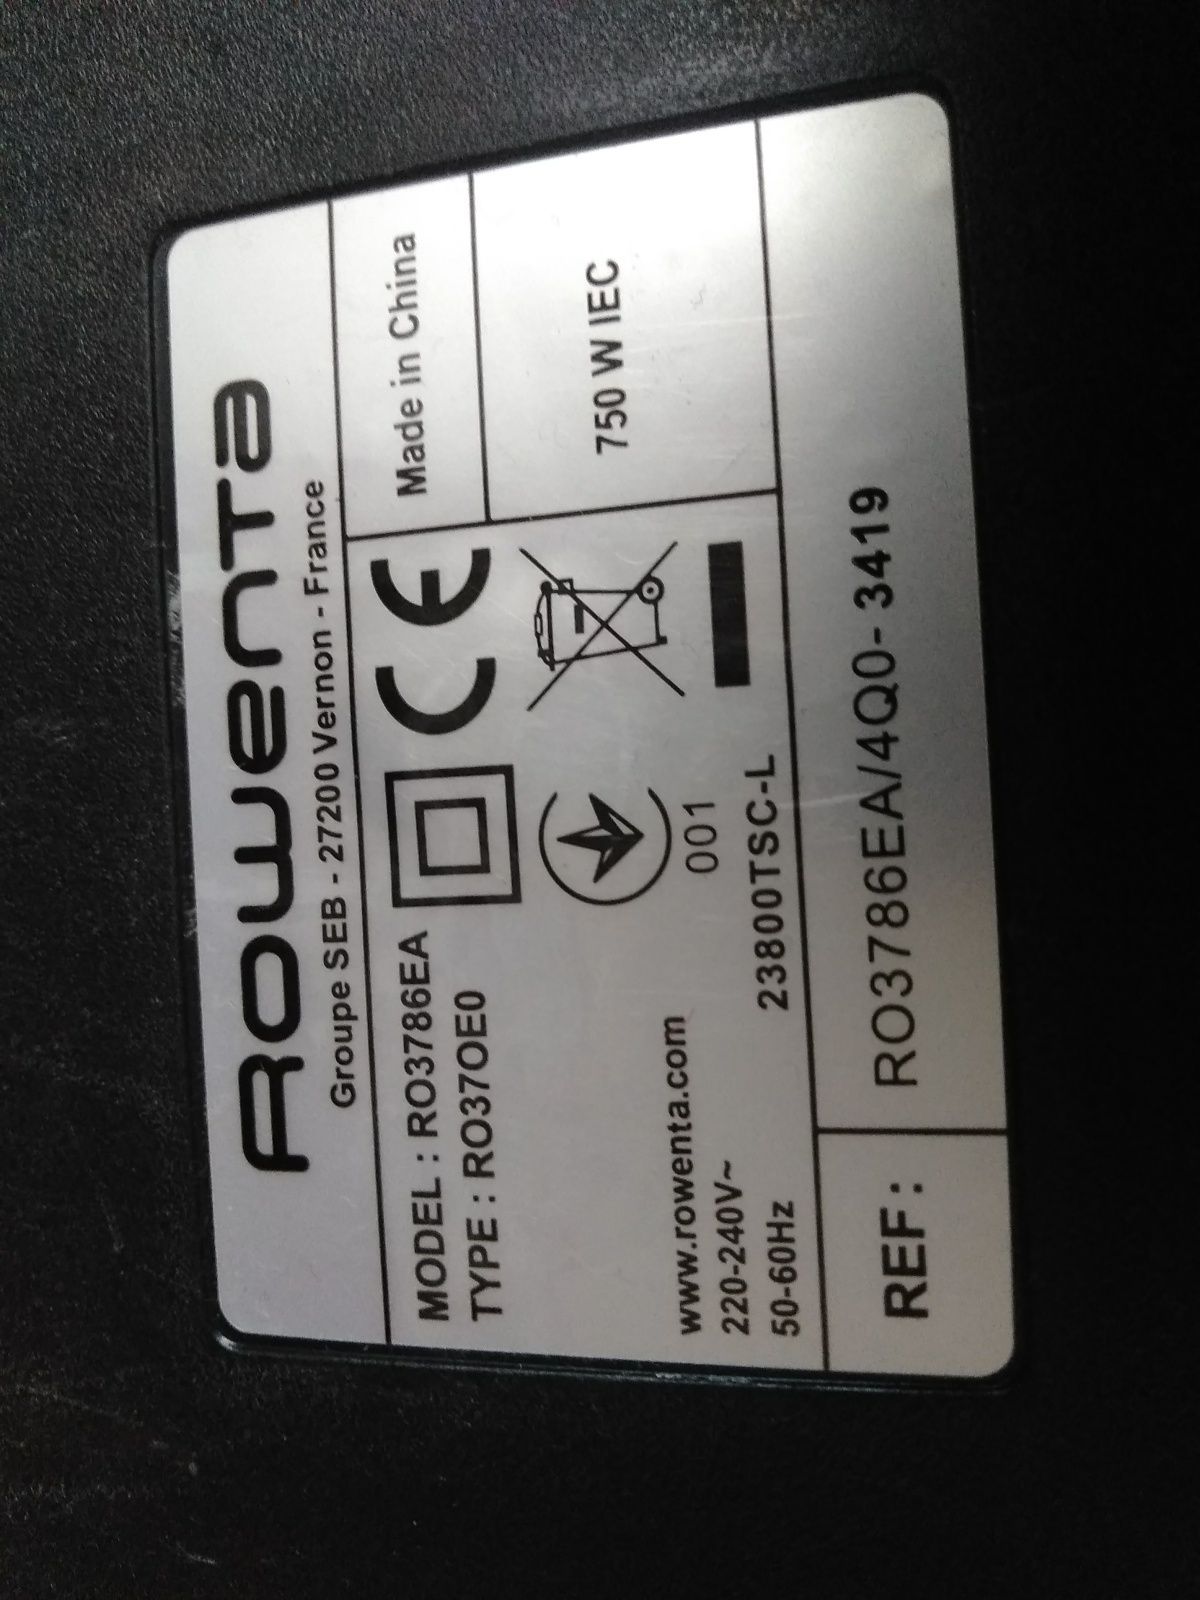 Rowenta
Groupe SEB - 27200 Vernon - France
MODEL : RO3786EA
TYPE : RO37OE0
CE
Made in China
750 W IEC
001
www.rowenta.com
220-240V~
50-60Hz
23800TSC-L
REF :
RO3786EA/4Q0- 3419